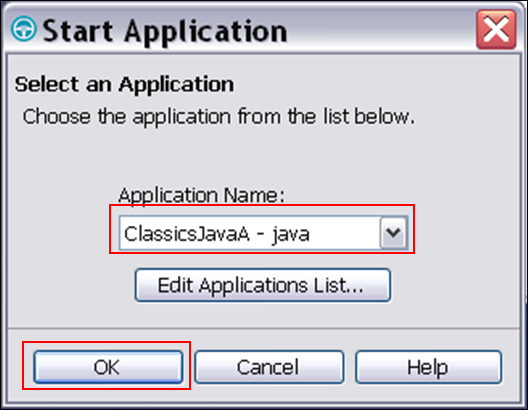 Start Application
Select an Application
Choose the application from the list below.
Application Name:
ClassicsJavaA - java
Edit Applications List...
OK
Cancel
Help